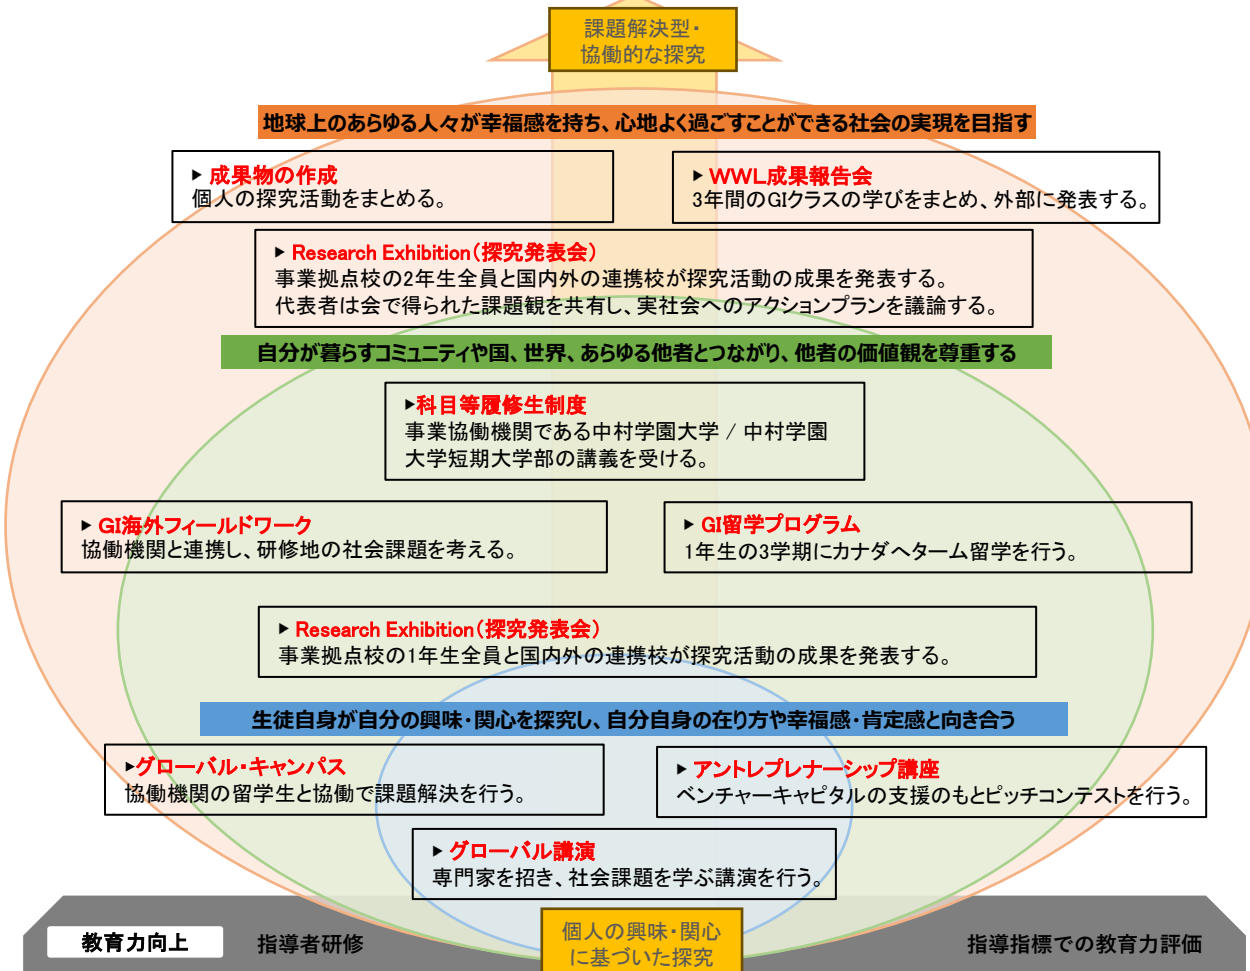 課題解決型・
協働的な探究
地球上のあらゆる人々が幸福感を持ち、心地よく過ごすことができる社会の実現を目指す
▶ 成果物の作成
個人の探究活動をまとめる。
▶ WWL成果報告会
3年間のGIクラスの学びをまとめ、外部に発表する。
▶ Research Exhibition（探究発表会）
事業拠点校の2年生全員と国内外の連携校が探究活動の成果を発表する。
代表者は会で得られた課題観を共有し、実社会へのアクションプランを議論する。
自分が暮らすコミュニティや国、世界、あらゆる他者とつながり、他者の価値観を尊重する
▶科目等履修生制度
事業協働機関である中村学園大学 / 中村学園
大学短期大学部の講義を受ける。
▶ GI海外フィールドワーク
協働機関と連携し、研修地の社会課題を考える。
▶ GI留学プログラム
1年生の3学期にカナダへターム留学を行う。
▶ Research Exhibition（探究発表会）
事業拠点校の1年生全員と国内外の連携校が探究活動の成果を発表する。
生徒自身が自分の興味・関心を探究し、自分自身の在り方や幸福感・肯定感と向き合う
▶グローバル・キャンパス
協働機関の留学生と協働で課題解決を行う。
▶ アントレプレナーシップ講座
ベンチャーキャピタルの支援のもとピッチコンテストを行う。
▶ グローバル講演
専門家を招き、社会課題を学ぶ講演を行う。
教育力向上
指導者研修
個人の興味・関心
に基づいた探究
指導指標での教育力評価